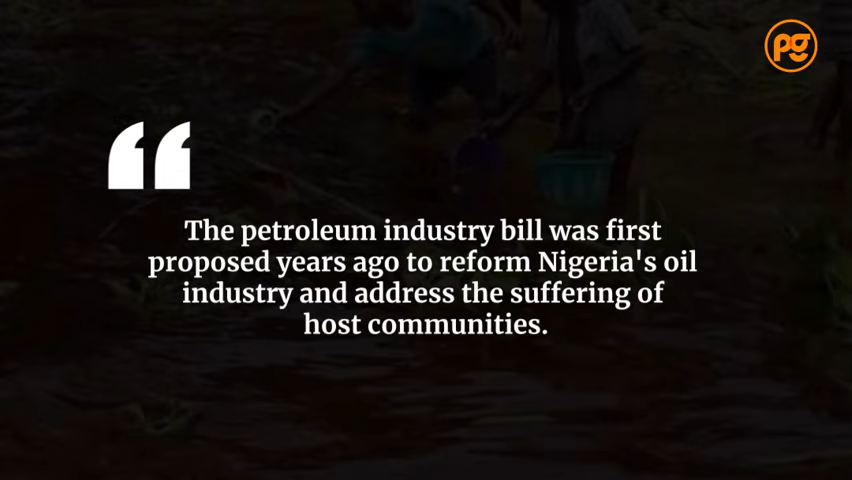 pg
“
The petroleum industry bill was first
proposed years ago to reform Nigeria's oil
industry and address the suffering of
host communities.